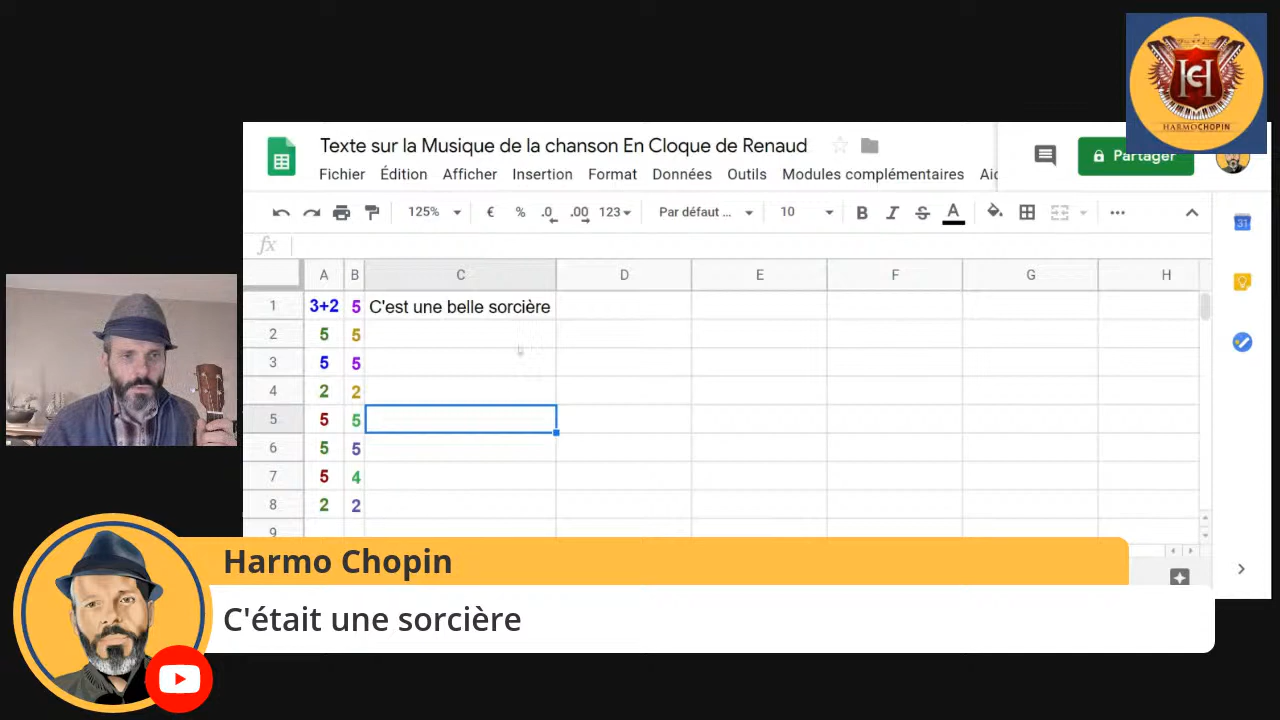 HC
HARMOCHOPIN
Texte sur la Musique de la chanson En Cloque de Renaud
Partager
Fichier Édition Afficher Insertion Format Données Outils Modules complémentaires
125% € % .0 .00 123 Par défaut ... 10 B I S A ...
fx
A B C D E F G H
1 3+2 5 C'est une belle sorcière
2 5 5
3 5 5
4 2 2
5 5 5
6 5 5
7 5 4
8 2 2
9
31
Harmo Chopin
C'était une sorcière